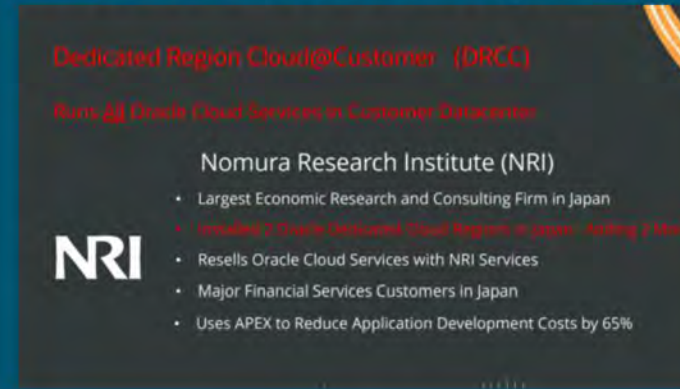 Dedicated Region Cloud@Customer (DRCC)
Runs All Oracle Cloud Services in Customer Datacenter
Nomura Research Institute (NRI)
• Largest Economic Research and Consulting Firm in Japan
• Installed 2 Oracle Dedicated Cloud Regions in Japan - Adding 2
NRI
• Resells Oracle Cloud Services with NRI Services
• Major Financial Services Customers in Japan
• Uses APEX to Reduce Application Development Costs by 65%